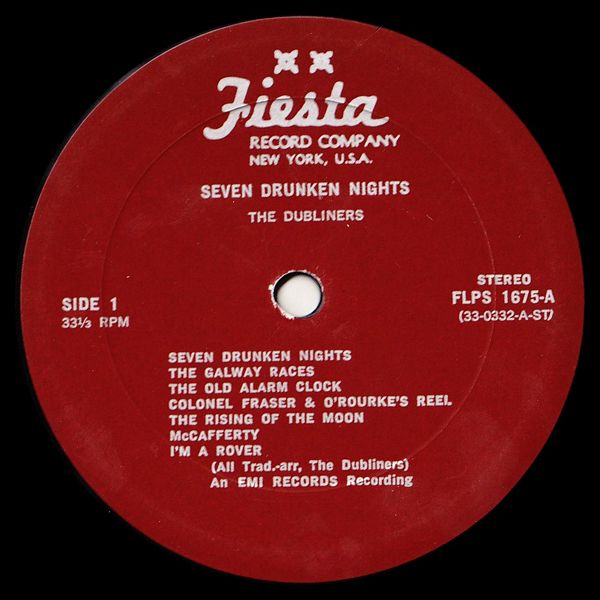 Fiesta
RECORD COMPANY
NEW YORK, U.S.A.
SEVEN DRUNKEN NIGHTS
THE DUBLINERS
SIDE 1
33⅓ RPM
STEREO
FLPS 1675-A
(33-0332-A-ST)
SEVEN DRUNKEN NIGHTS
THE GALWAY RACES
THE OLD ALARM CLOCK
COLONEL FRASER & O'ROURKE'S REEL
THE RISING OF THE MOON
McCAFFERTY
I'M A ROVER
(All Trad.-arr, The Dubliners)
An EMI RECORDS Recording